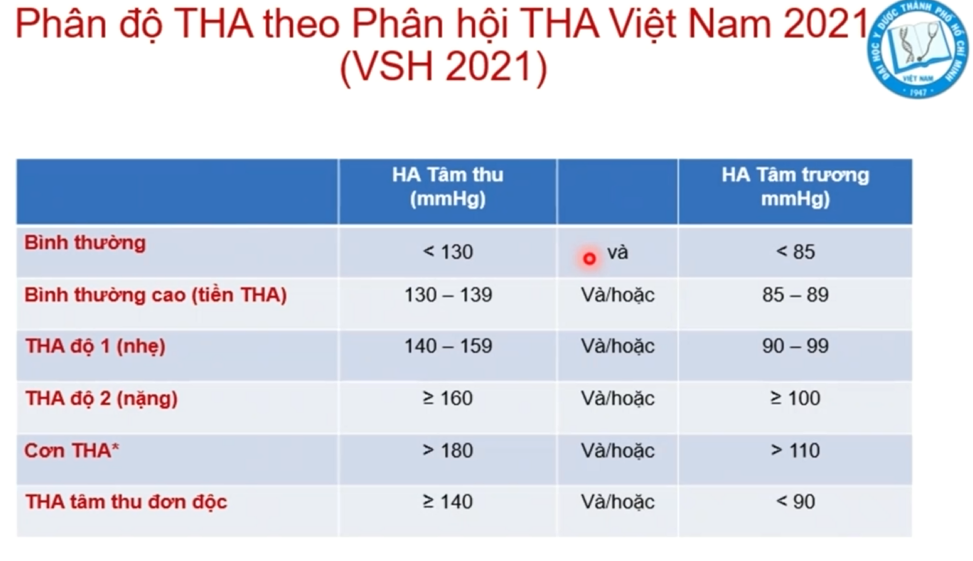 Phân độ THA theo Phân hội THA Việt Nam 2021
(VSH 2021)
ĐẠI HỌC Y DƯỢC THÀNH PHỐ HỒ CHÍ MINH
VIỆT NAM
1947
HA Tâm thu HA Tâm trương
(mmHg) mmHg)
Bình thường < 130 và < 85
Bình thường cao (tiền THA) 130 – 139 Và/hoặc 85 – 89
THA độ 1 (nhẹ) 140 – 159 Và/hoặc 90 – 99
THA độ 2 (nặng) ≥ 160 Và/hoặc ≥ 100
Cơn THA* > 180 Và/hoặc > 110
THA tâm thu đơn độc ≥ 140 Và/hoặc < 90